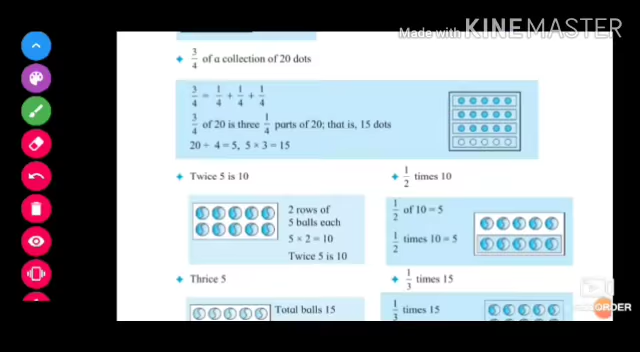 Made with KINEMASTER
3/4 of a collection of 20 dots
3/4 = 1/4 + 1/4 + 1/4
3/4 of 20 is three 1/4 parts of 20; that is, 15 dots
20 ÷ 4 = 5, 5 × 3 = 15
Twice 5 is 10
2 rows of
5 balls each
5 × 2 = 10
Twice 5 is 10
1/2 times 10
1/2 of 10 = 5
1/2 times 10 = 5
Thrice 5
Total balls 15
1/3 times 15
1/3 times 15